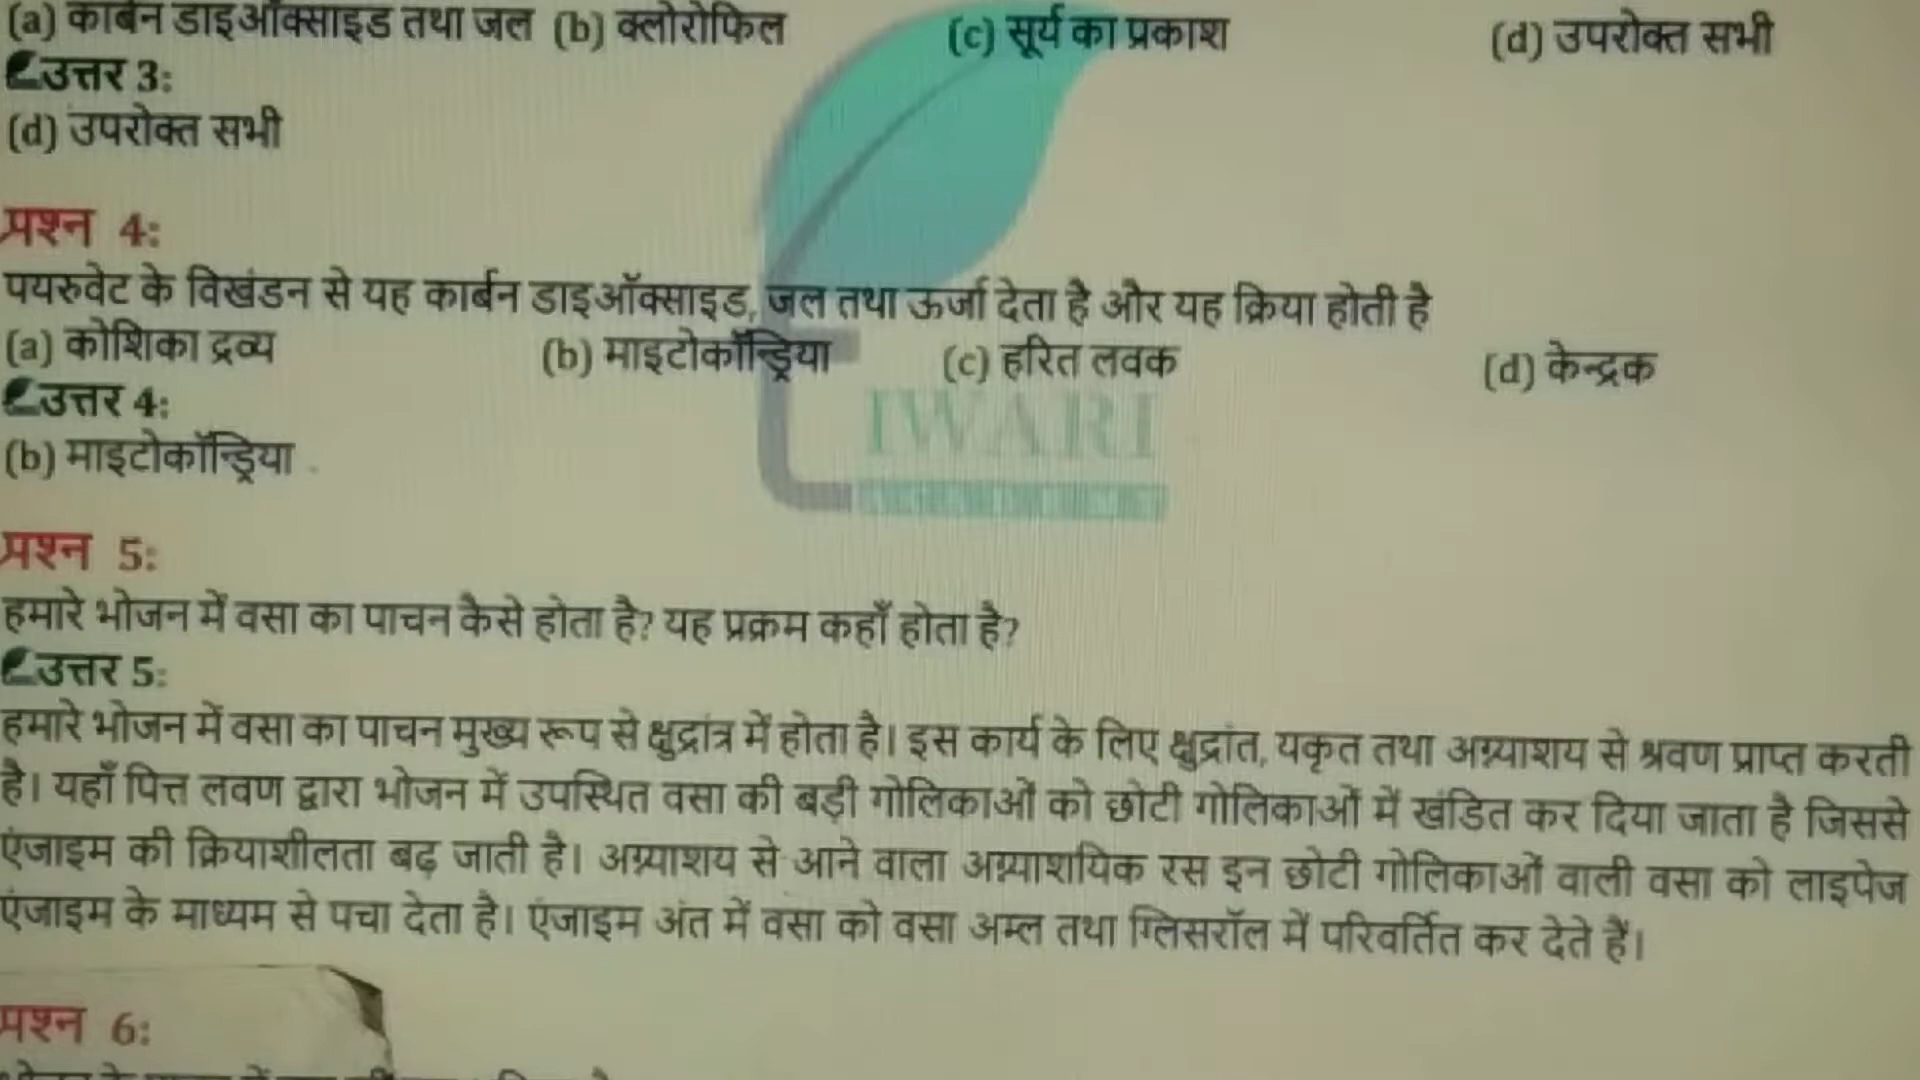 (a) कार्बन डाइऑक्साइड तथा जल (b) क्लोरोफिल (c) सूर्य का प्रकाश (d) उपरोक्त सभी
उत्तर 3:
(d) उपरोक्त सभी
प्रश्न 4:
पयरुवेट के विखंडन से यह कार्बन डाइऑक्साइड, जल तथा ऊर्जा देता है और यह क्रिया होती है
(a) कोशिका द्रव्य (b) माइटोकॉन्ड्रिया (c) हरित लवक (d) केन्द्रक
उत्तर 4:
(b) माइटोकॉन्ड्रिया
IWARI
प्रश्न 5:
हमारे भोजन में वसा का पाचन कैसे होता है? यह प्रक्रम कहाँ होता है?
उत्तर 5:
हमारे भोजन में वसा का पाचन मुख्य रूप से क्षुद्रांत्र में होता है। इस कार्य के लिए क्षुद्रांत, यकृत तथा अग्न्याशय से श्रवण प्राप्त करती
है। यहाँ पित्त लवण द्वारा भोजन में उपस्थित वसा की बड़ी गोलिकाओं को छोटी गोलिकाओं में खंडित कर दिया जाता है जिससे
एंजाइम की क्रियाशीलता बढ़ जाती है। अग्न्याशय से आने वाला अग्न्याशयिक रस इन छोटी गोलिकाओं वाली वसा को लाइपेज
एंजाइम के माध्यम से पचा देता है। एंजाइम अंत में वसा को वसा अम्ल तथा ग्लिसरॉल में परिवर्तित कर देते हैं।
प्रश्न 6: